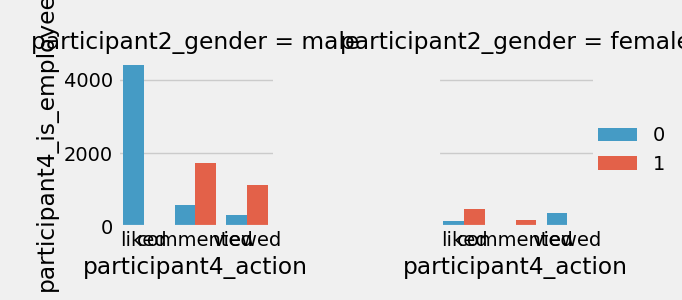 participant2_gender = male
participant2_gender = female
participant4_is_employee
4000
2000
0
liked
commented
viewed
liked
commented
viewed
participant4_action
participant4_action
0
1